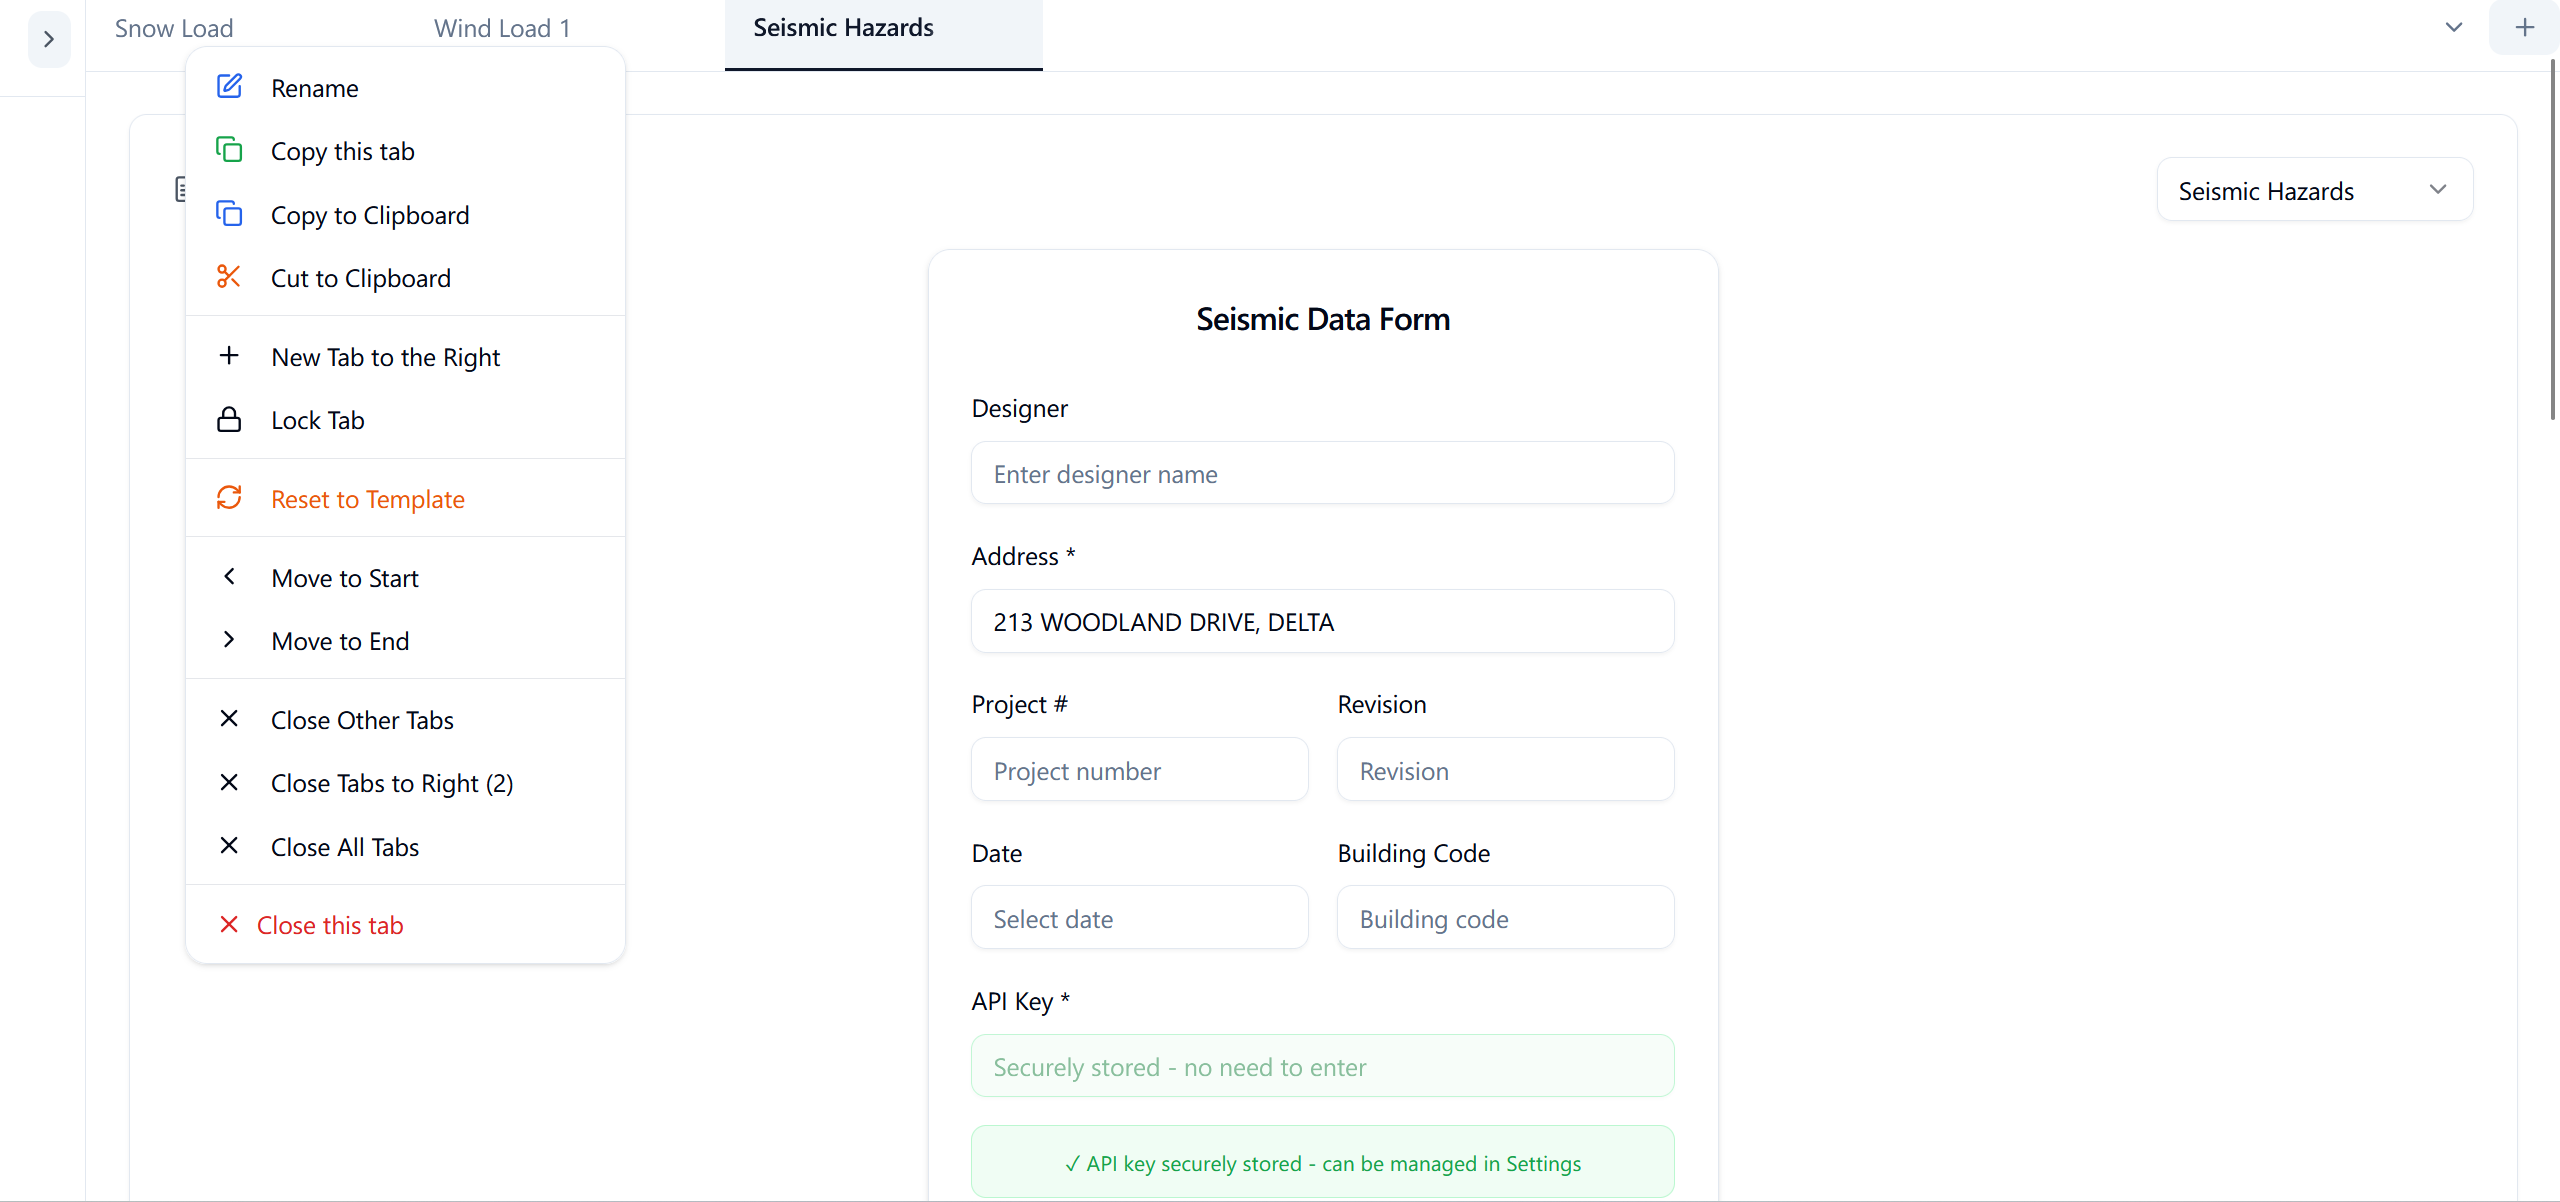 Snow Load
Wind Load 1
Seismic Hazards
Rename
Copy this tab
Copy to Clipboard
Cut to Clipboard
New Tab to the Right
Lock Tab
Reset to Template
Move to Start
Move to End
Close Other Tabs
Close Tabs to Right (2)
Close All Tabs
Close this tab
Seismic Hazards
Seismic Data Form
Designer
Enter designer name
Address *
213 WOODLAND DRIVE, DELTA
Project # Revision
Project number Revision
Date Building Code
Select date Building code
API Key *
Securely stored - no need to enter
✓ API key securely stored - can be managed in Settings